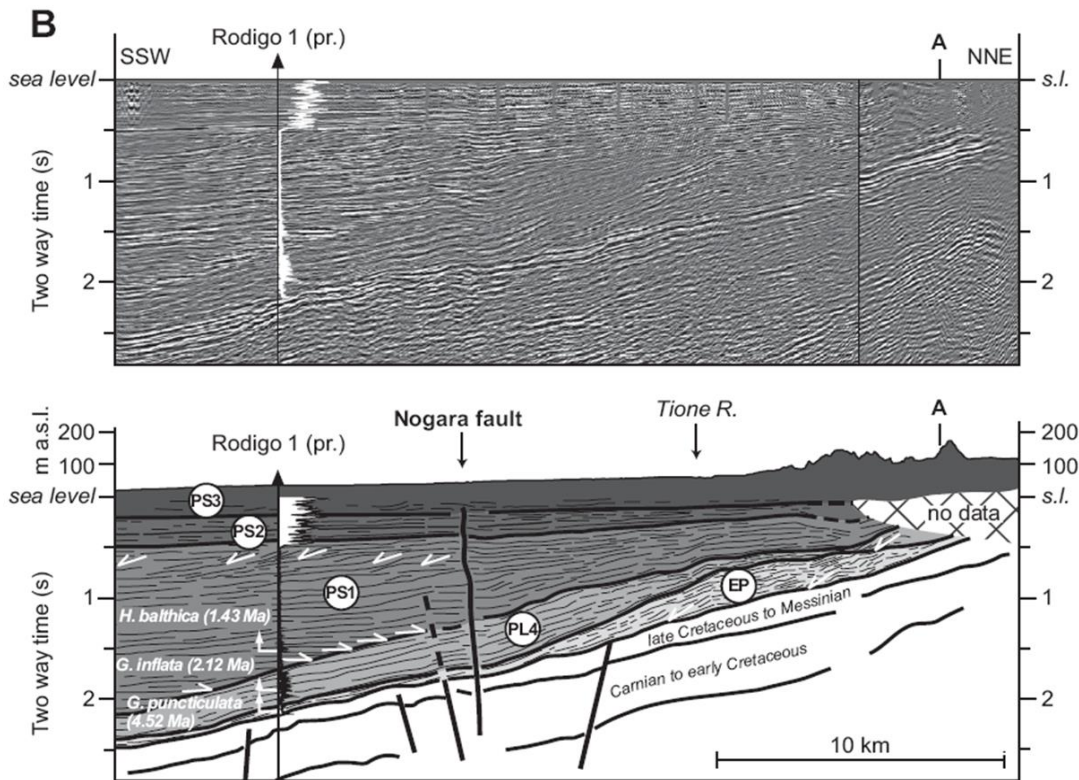 B
Rodigo 1 (pr.)
SSW
A
NNE
sea level
s.l.
Two way time (s)
1
1
2
2
m a.s.l.
200
100
sea level
Rodigo 1 (pr.)
Nogara fault
Tione R.
A
200
100
s.l.
PS3
PS2
no data
Two way time (s)
1
1
PS1
EP
H. balthica (1.43 Ma)
PL4
late Cretaceous to Messinian
G. inflata (2.12 Ma)
Carnian to early Cretaceous
2
2
G. puncticulata
(4.52 Ma)
10 km